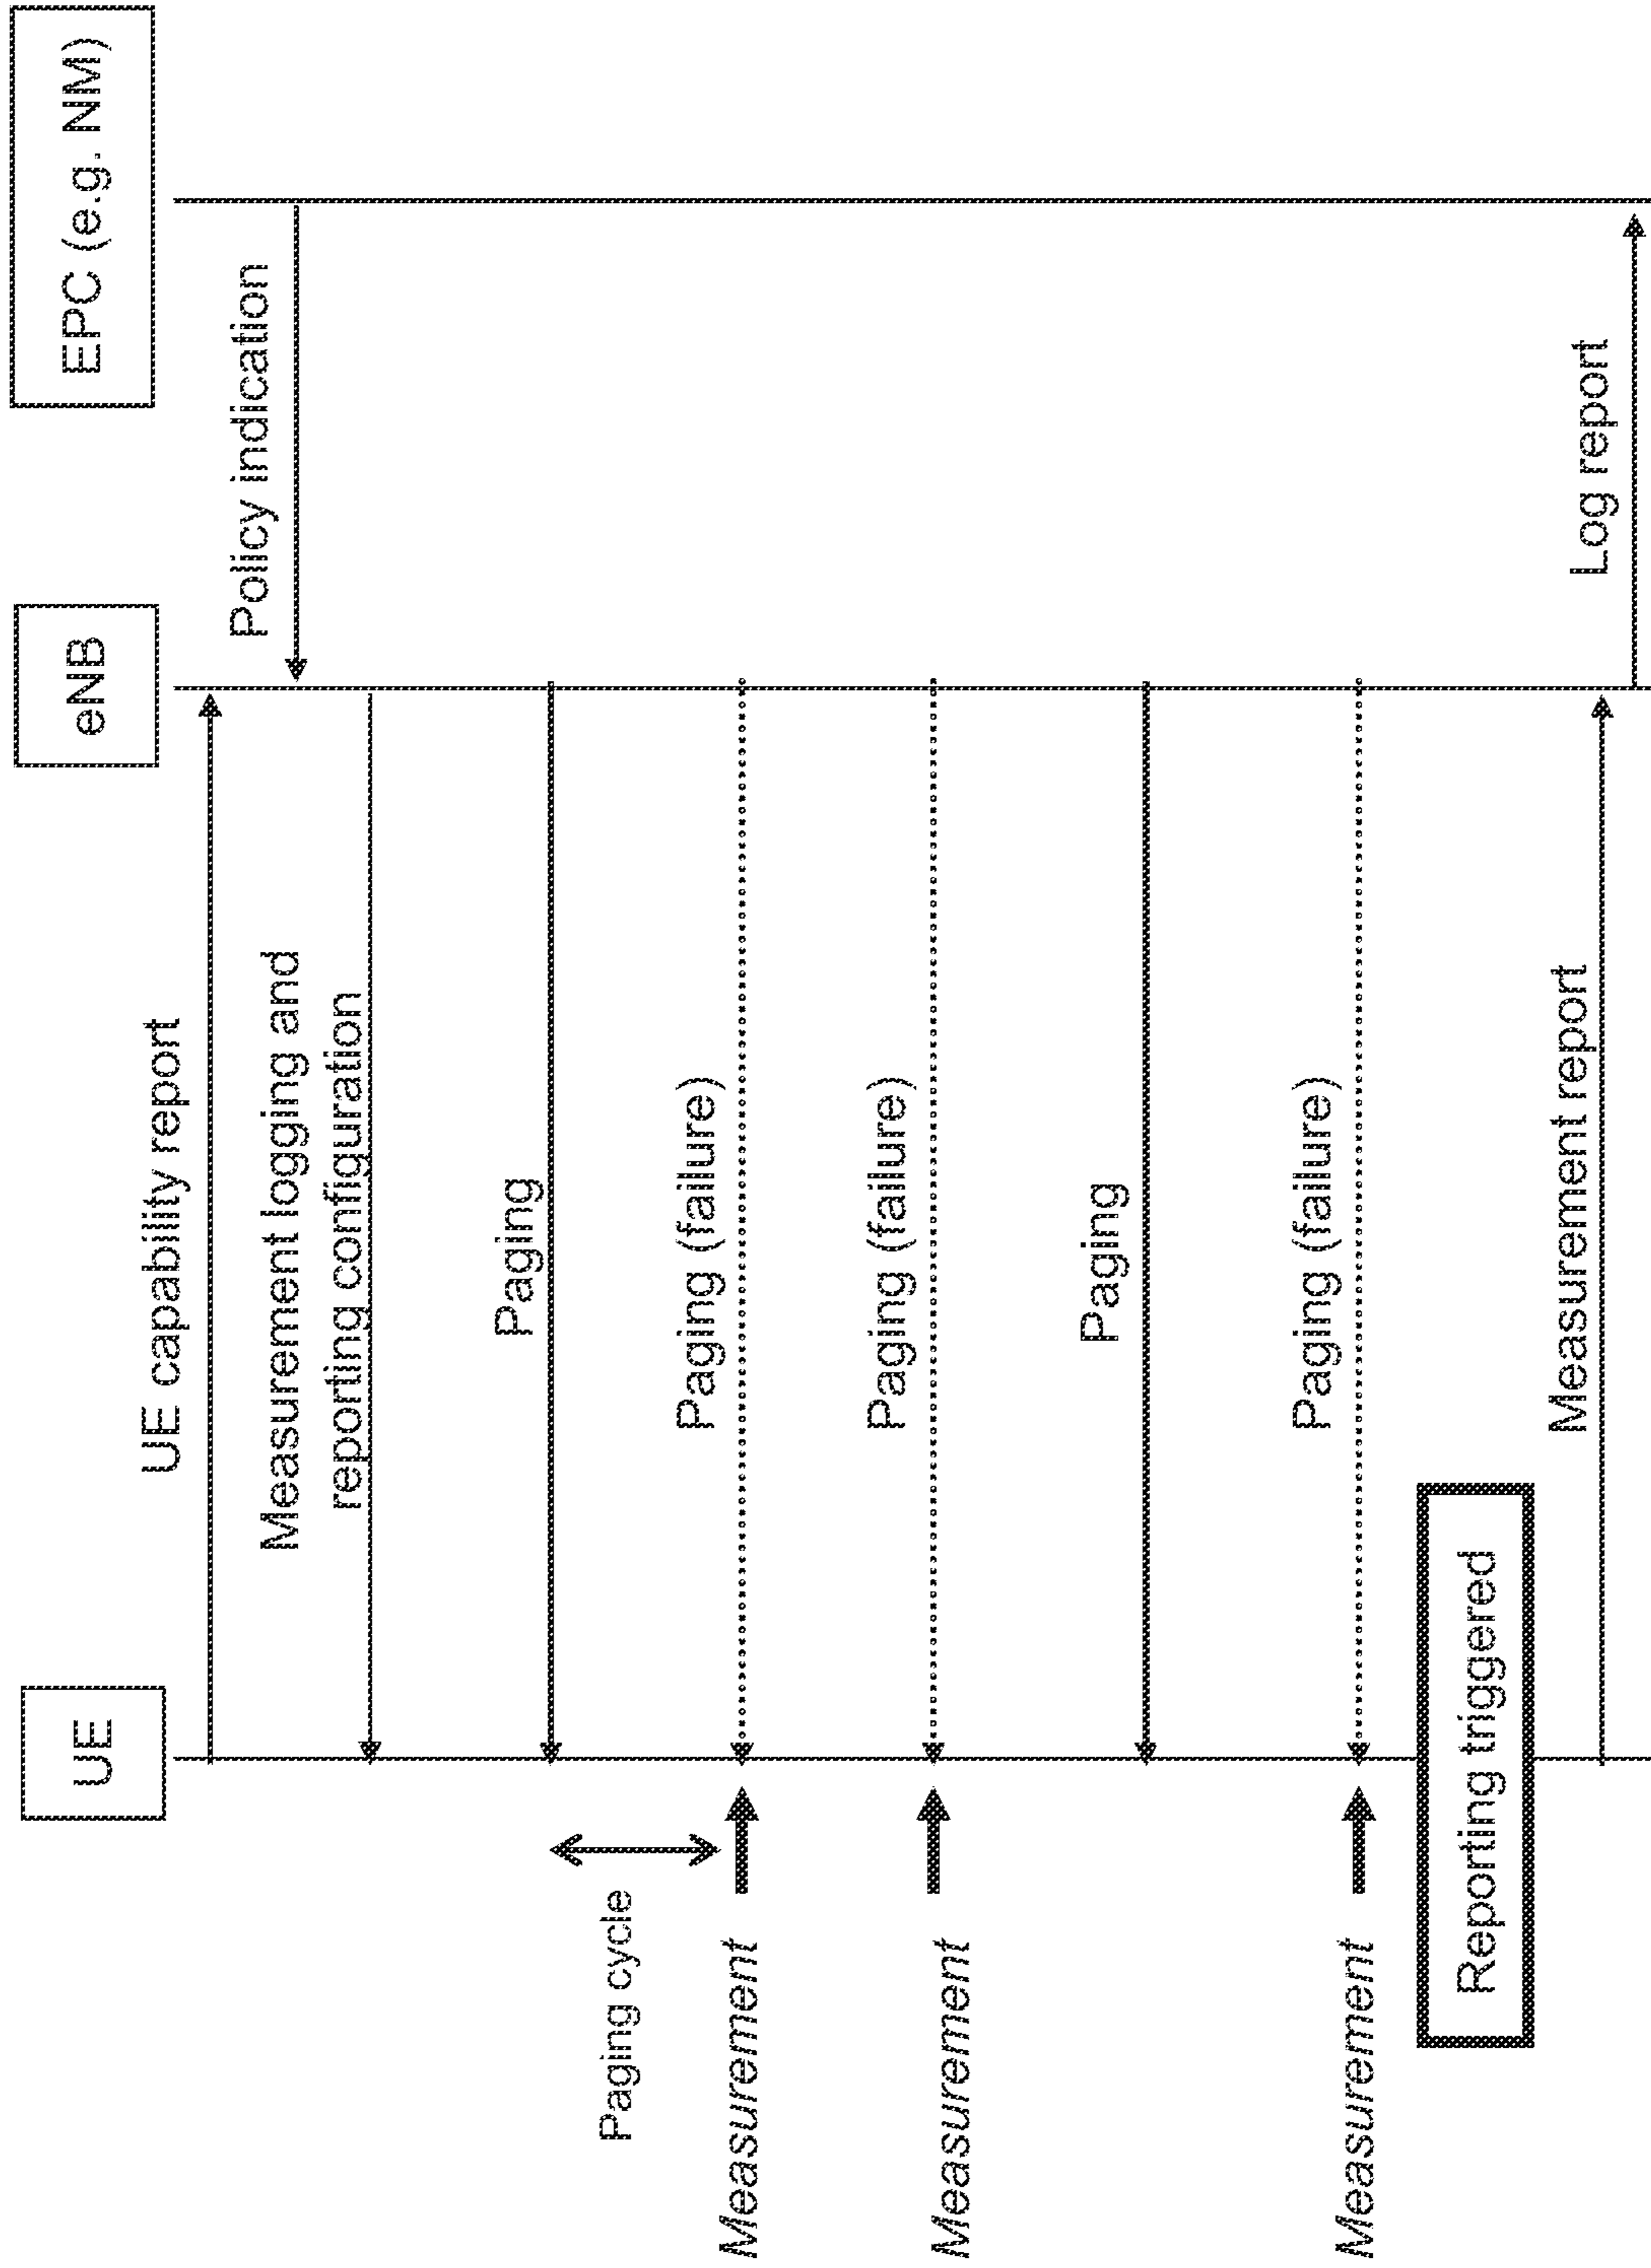 UE
eNB
EPC (e.g. NM)
UE capability report
Policy indication
Measurement logging and
reporting configuration
Paging
Paging cycle
Paging (failure)
Measurement
Paging (failure)
Measurement
Paging
Paging (failure)
Measurement
Reporting triggered
Measurement report
Log report